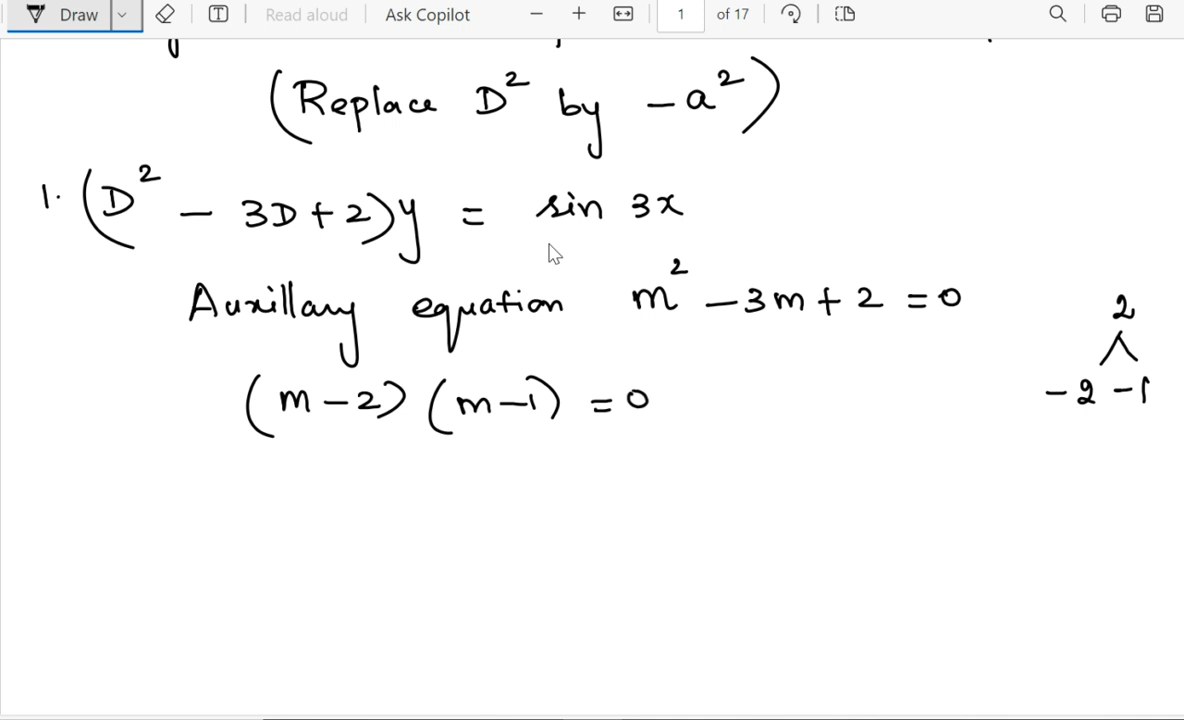 Draw Read aloud Ask Copilot 1 of 17
(Replace D² by -a²)
1. (D² - 3D + 2)y = sin 3x
Auxillary equation m² - 3m + 2 = 0
2
(m-2) (m-1) = 0
-2 -1